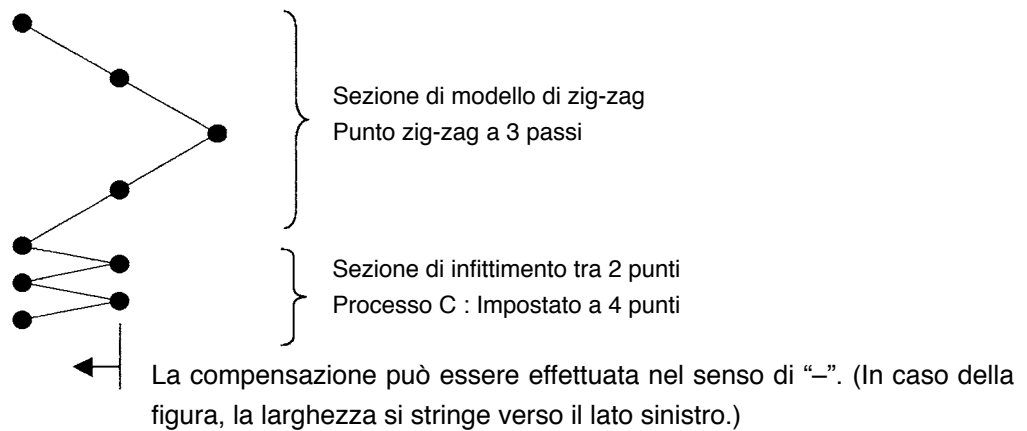 Sezione di modello di zig-zag
Punto zig-zag a 3 passi
Sezione di infittimento tra 2 punti
Processo C : Impostato a 4 punti
La compensazione può essere effettuata nel senso di “–”. (In caso della
figura, la larghezza si stringe verso il lato sinistro.)